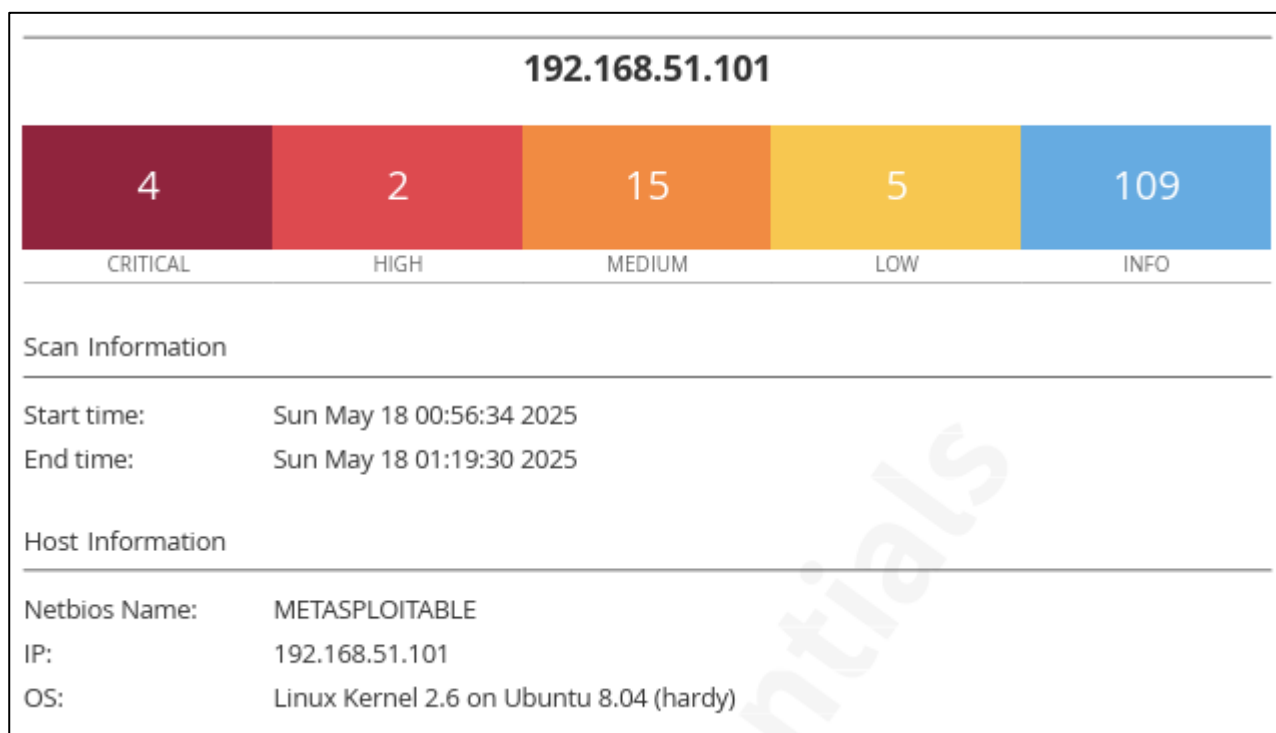 192.168.51.101
4 2 15 5 109
CRITICAL HIGH MEDIUM LOW INFO
Scan Information
Start time: Sun May 18 00:56:34 2025
End time: Sun May 18 01:19:30 2025
Host Information
Netbios Name: METASPLOITABLE
IP: 192.168.51.101
OS: Linux Kernel 2.6 on Ubuntu 8.04 (hardy)
ntials